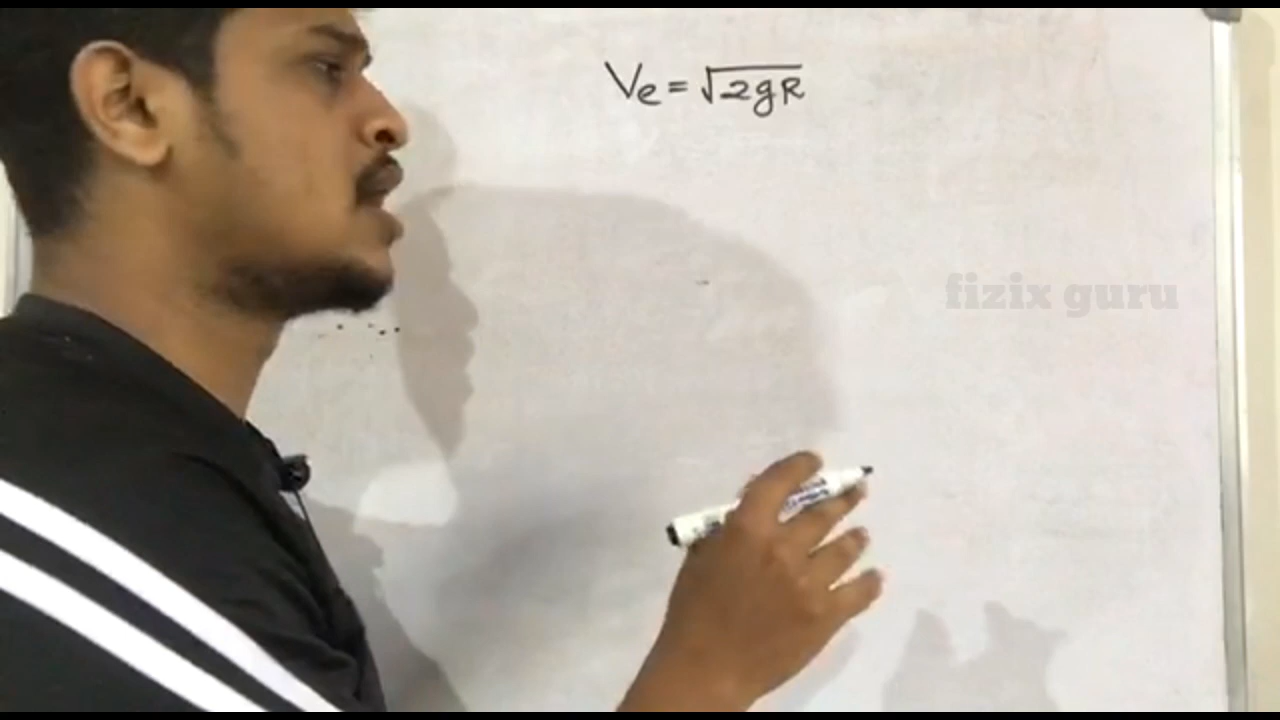 Ve = √2gR
fizix guru